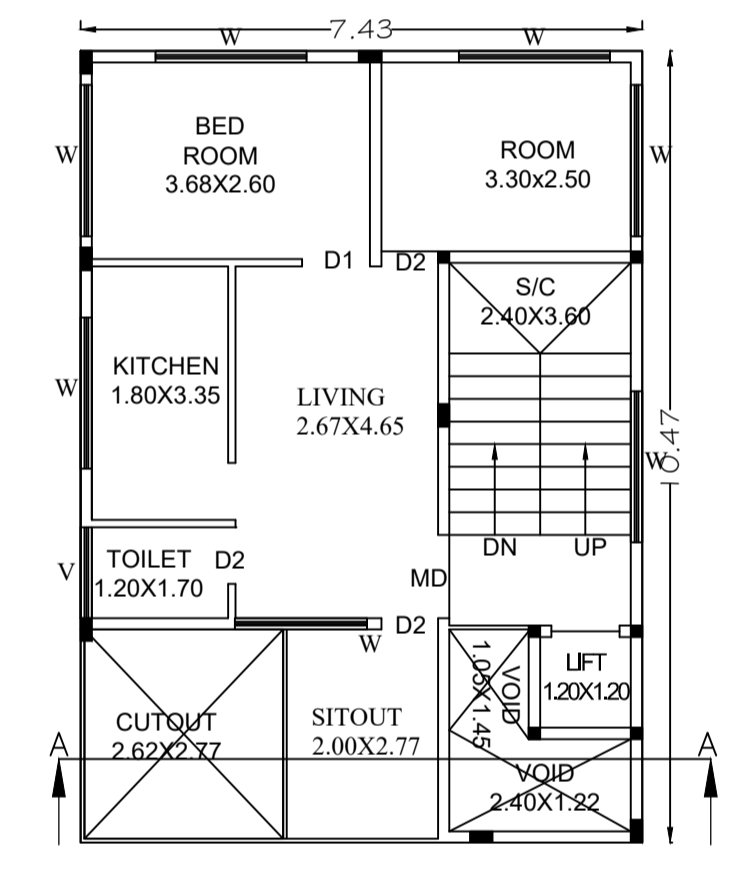 7.43
W
W
BED
ROOM
3.68X2.60
ROOM
3.30x2.50
W
W
D1
D2
S/C
2.40X3.60
KITCHEN
1.80X3.35
W
LIVING
2.67X4.65
10.47
W
DN
UP
TOILET
1.20X1.70
D2
V
MD
D2
W
LIFT
1.20X1.20
VOID
1.05X1.45
CUTOUT
2.62X2.77
SITOUT
2.00X2.77
A
A
VOID
2.40X1.22